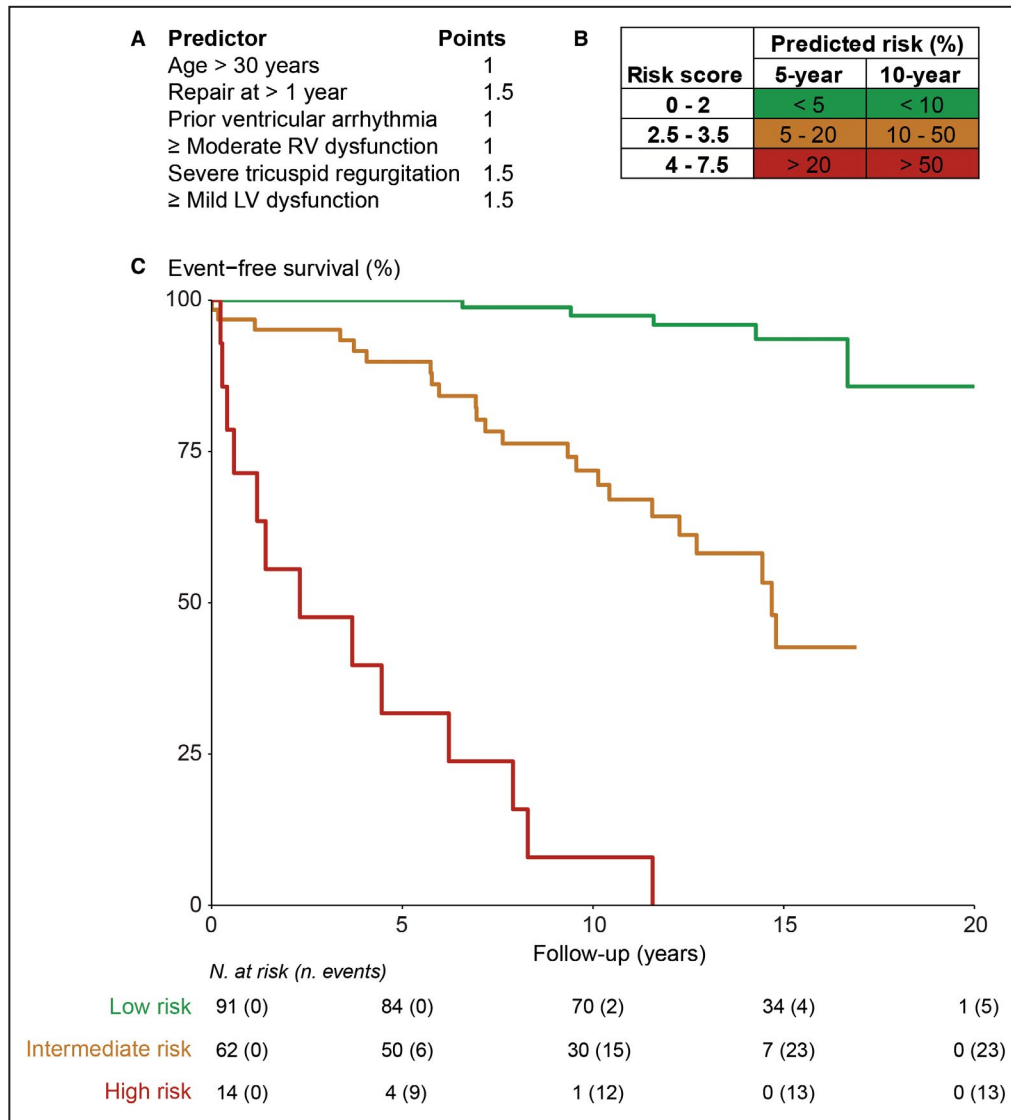 A Predictor Points
Age > 30 years 1
Repair at > 1 year 1.5
Prior ventricular arrhythmia 1
≥ Moderate RV dysfunction 1
Severe tricuspid regurgitation 1.5
≥ Mild LV dysfunction 1.5
B
Predicted risk (%)
Risk score 5-year 10-year
0 - 2 < 5 < 10
2.5 - 3.5 5 - 20 10 - 50
4 - 7.5 > 20 > 50
C Event−free survival (%)
100
75
50
25
0
0 5 10 15 20
Follow-up (years)
N. at risk (n. events)
Low risk 91 (0) 84 (0) 70 (2) 34 (4) 1 (5)
Intermediate risk 62 (0) 50 (6) 30 (15) 7 (23) 0 (23)
High risk 14 (0) 4 (9) 1 (12) 0 (13) 0 (13)